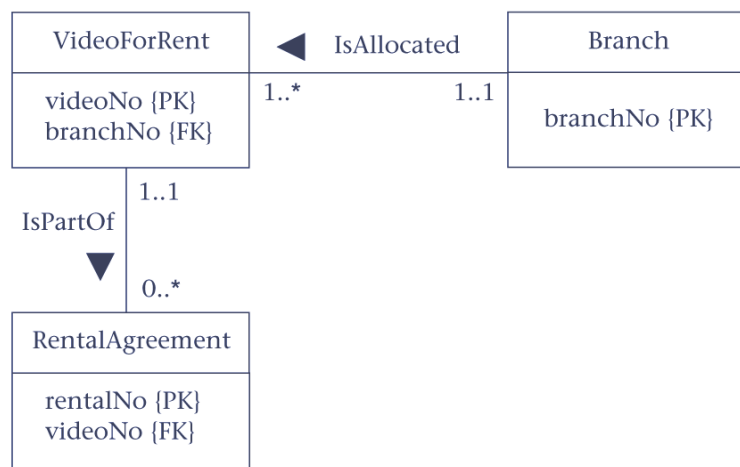 VideoForRent
videoNo {PK}
branchNo {FK}
IsAllocated
1..*
1..1
Branch
branchNo {PK}
1..1
IsPartOf
0..*
RentalAgreement
rentalNo {PK}
videoNo {FK}